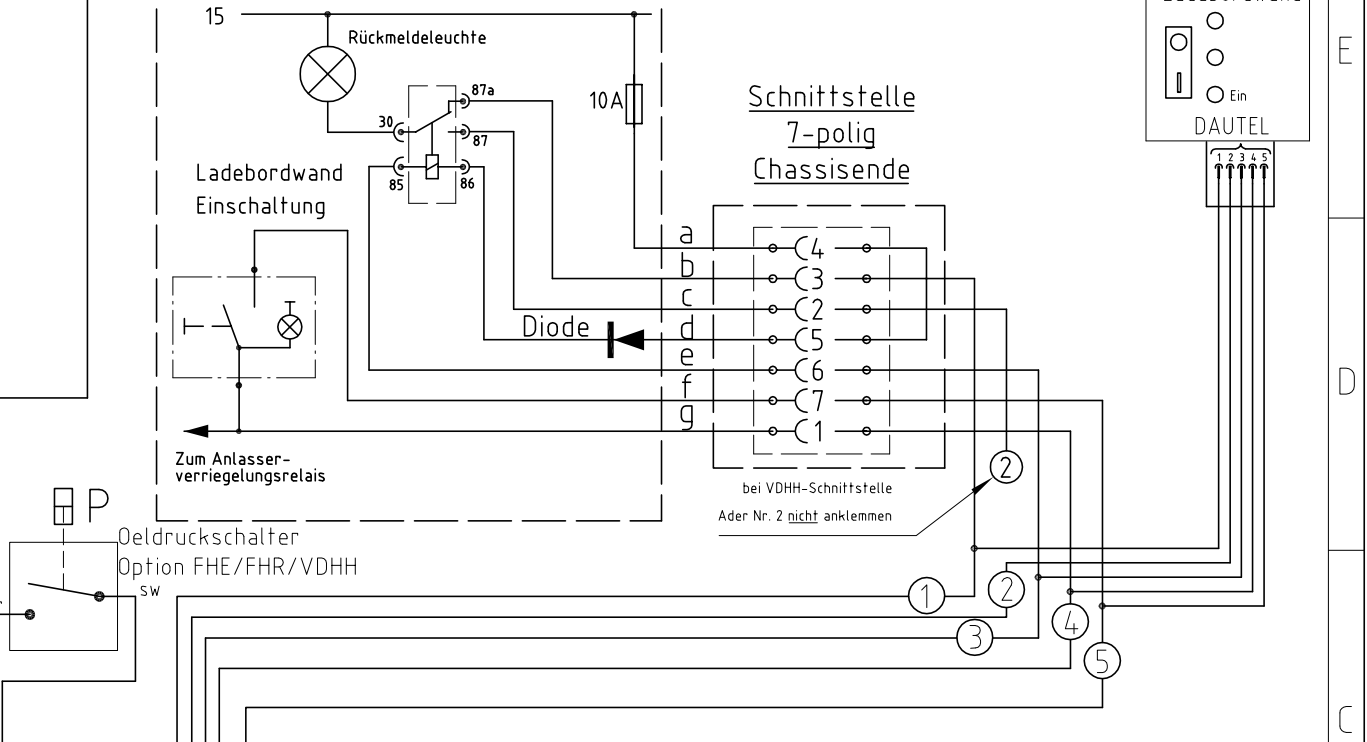 15
Rückmeldeleuchte
87a
30
87
85
86
10A
Ladebordwand
Einschaltung
Schnittstelle
7-polig
Chassisende
Ein
DAUTEL
1 2 3 4 5
E
a
4
b
3
c
2
Diode
d
5
e
6
f
7
g
1
D
Zum Anlasser-
verriegelungsrelais
2
bei VDHH-Schnittstelle
Ader Nr. 2 nicht anklemmen
P
Oeldruckschalter
Option FHE/FHR/VDHH
SW
1
2
3
4
5
C